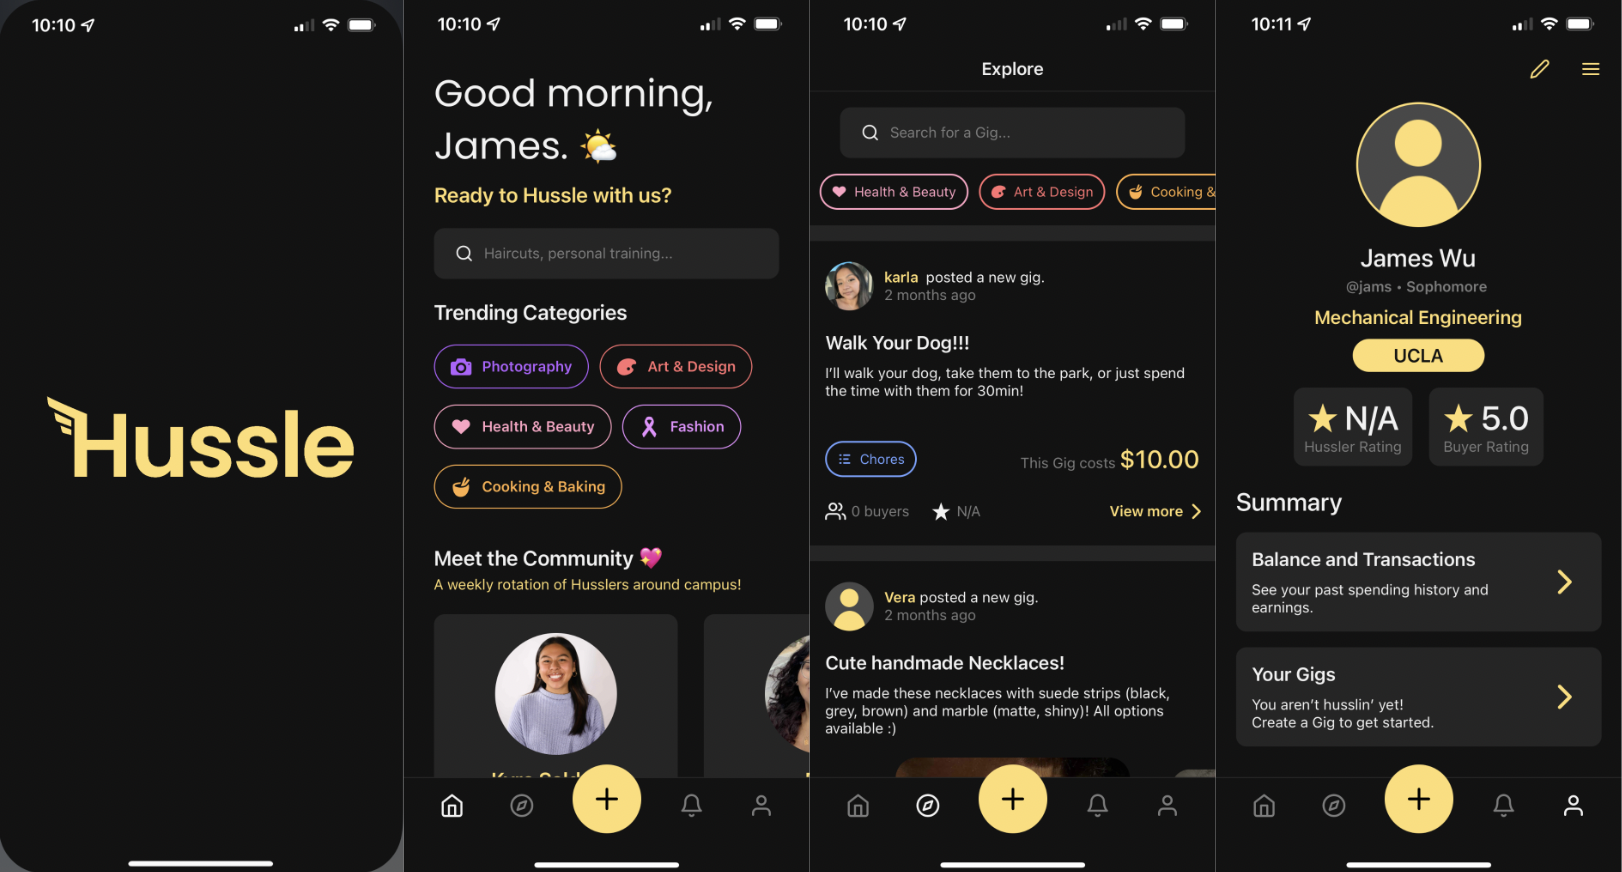 10:10
Hussle
10:10
Good morning,
James. 🌤️
Ready to Hussle with us?
Haircuts, personal training...
Trending Categories
Photography
Art & Design
Health & Beauty
Fashion
Cooking & Baking
Meet the Community 💖
A weekly rotation of Husslers around campus!
10:10
Explore
Search for a Gig...
Health & Beauty
Art & Design
Cooking &
karla posted a new gig.
2 months ago
Walk Your Dog!!!
I'll walk your dog, take them to the park, or just spend
the time with them for 30min!
Chores
This Gig costs $10.00
0 buyers
N/A
View more
Vera posted a new gig.
2 months ago
Cute handmade Necklaces!
I've made these necklaces with suede strips (black,
grey, brown) and marble (matte, shiny)! All options
available :)
10:11
James Wu
@jams • Sophomore
Mechanical Engineering
UCLA
N/A
Hussler Rating
5.0
Buyer Rating
Summary
Balance and Transactions
See your past spending history and
earnings.
Your Gigs
You aren't husslin' yet!
Create a Gig to get started.